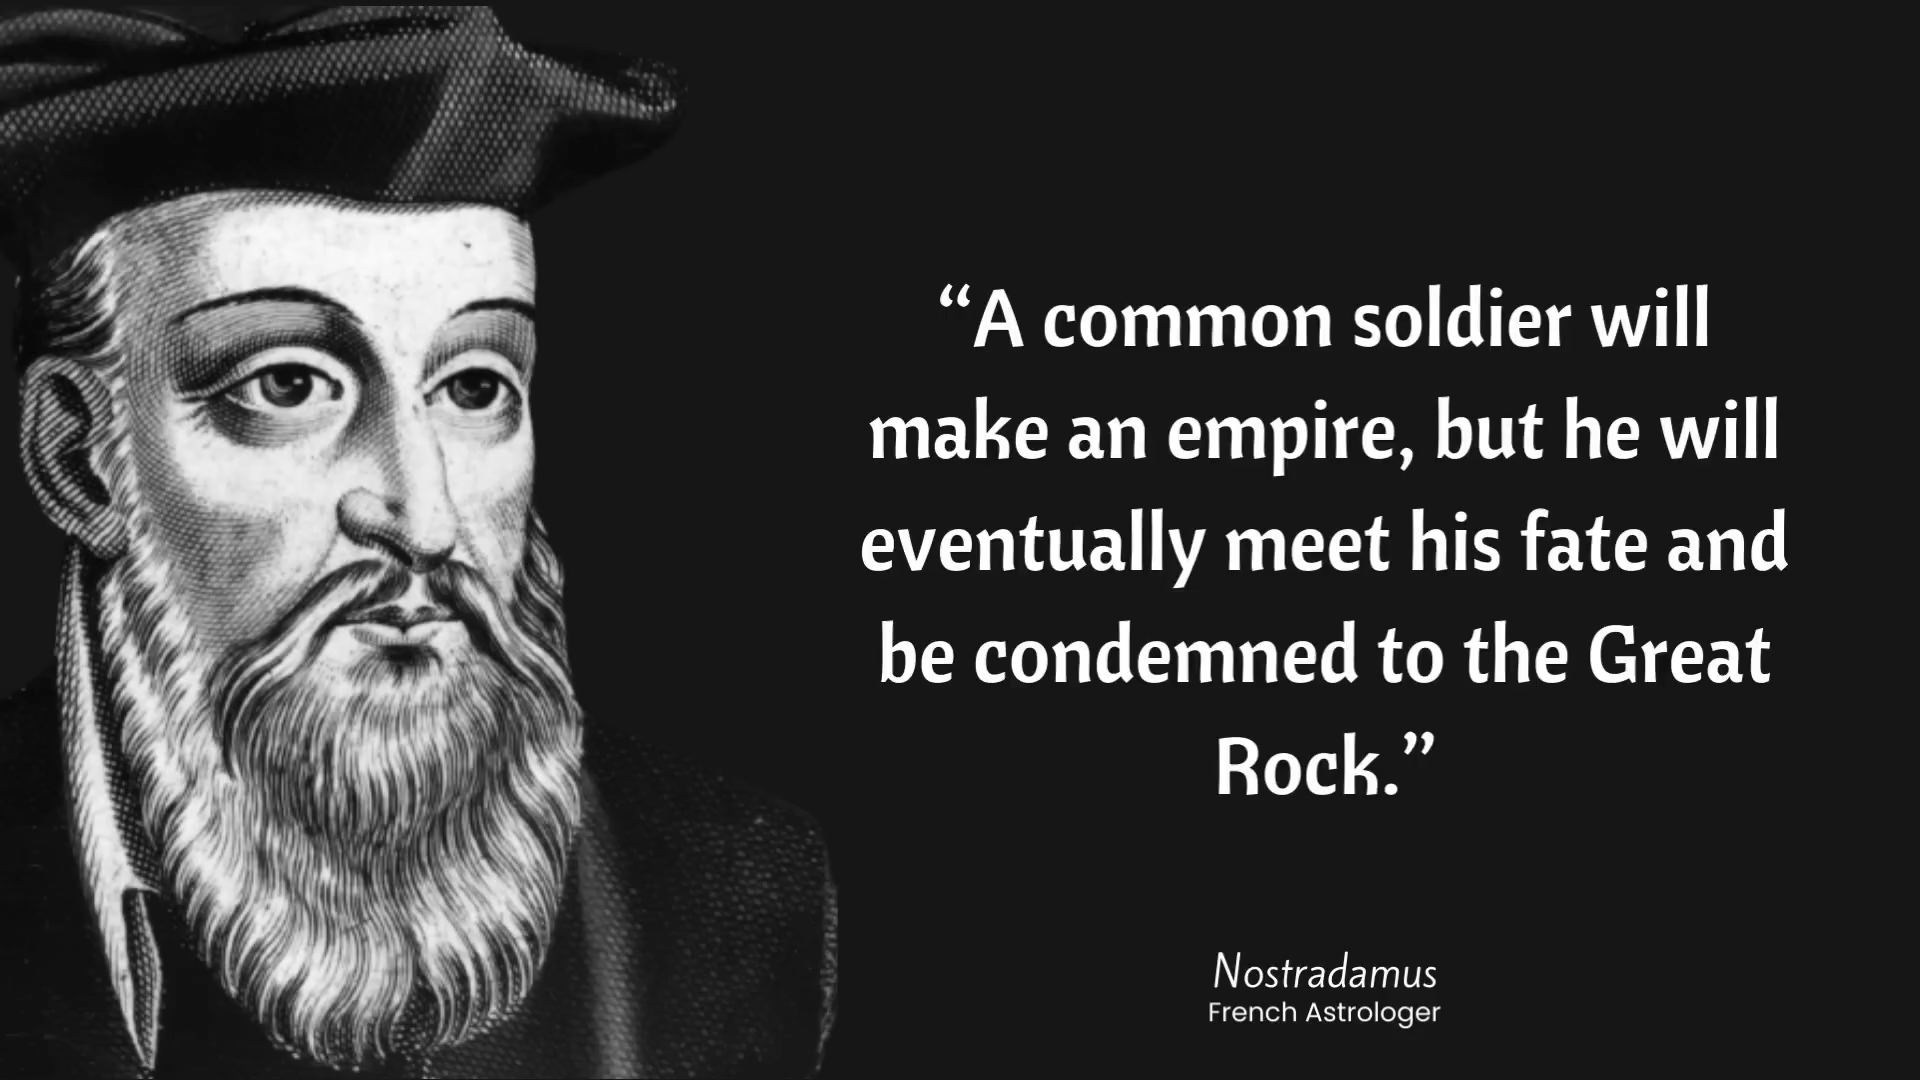 “A common soldier will
make an empire, but he will
eventually meet his fate and
be condemned to the Great
Rock.”
Nostradamus
French Astrologer